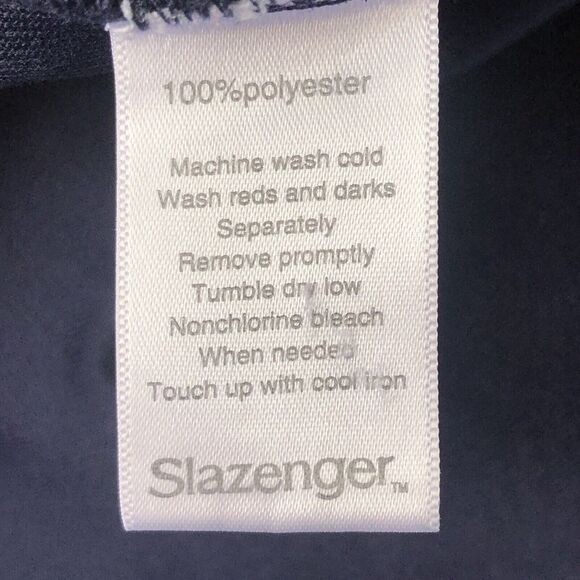 100%polyester
Machine wash cold
Wash reds and darks
Separately
Remove promptly
Tumble dry low
Nonchlorine bleach
When needed
Touch up with cool iron
Slazenger™